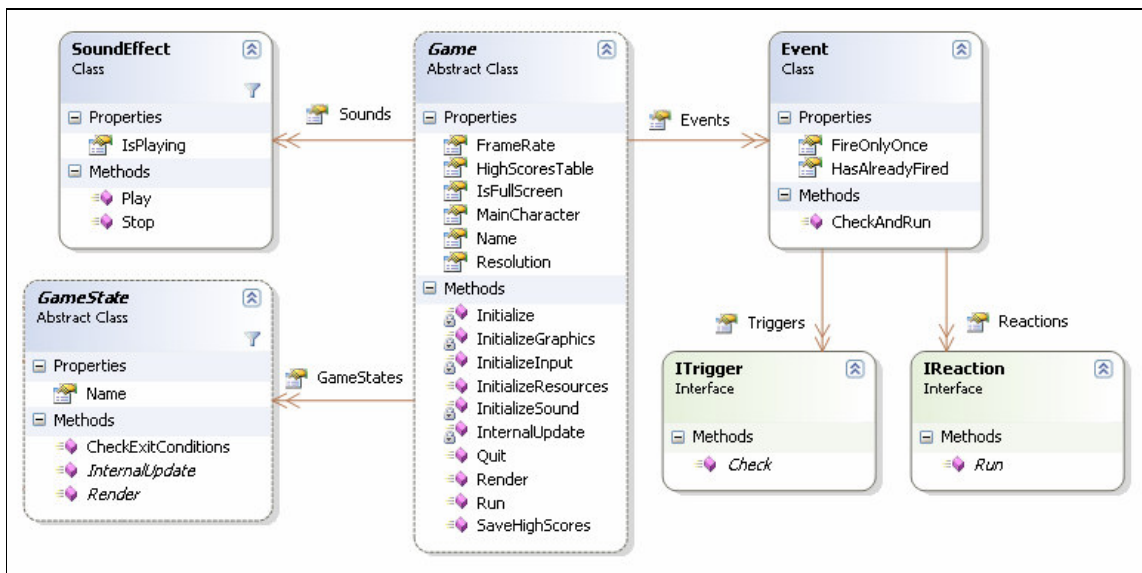 SoundEffect
Class
Properties
IsPlaying
Methods
Play
Stop
Sounds
Game
Abstract Class
Properties
FrameRate
HighScoresTable
IsFullScreen
MainCharacter
Name
Resolution
Methods
Initialize
InitializeGraphics
InitializeInput
InitializeResources
InitializeSound
InternalUpdate
Quit
Render
Run
SaveHighScores
Events
Event
Class
Properties
FireOnlyOnce
HasAlreadyFired
Methods
CheckAndRun
GameState
Abstract Class
Properties
Name
Methods
CheckExitConditions
InternalUpdate
Render
GameStates
Triggers
Reactions
ITrigger
Interface
Methods
Check
IReaction
Interface
Methods
Run